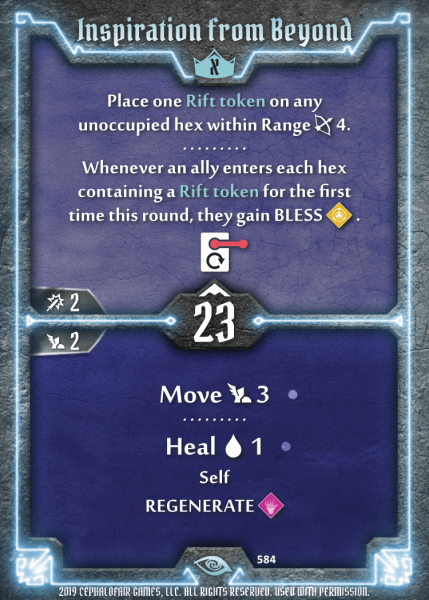 Inspiration from Beyond
א
Place one Rift token on any
unoccupied hex within Range 4.
Whenever an ally enters each hex
containing a Rift token for the first
time this round, they gain BLESS .
2
23
2
Move 3
Heal 1
Self
REGENERATE
584
2019 CEPHALOFAIR GAMES, LLC. ALL RIGHTS RESERVED. USED WITH PERMISSION.